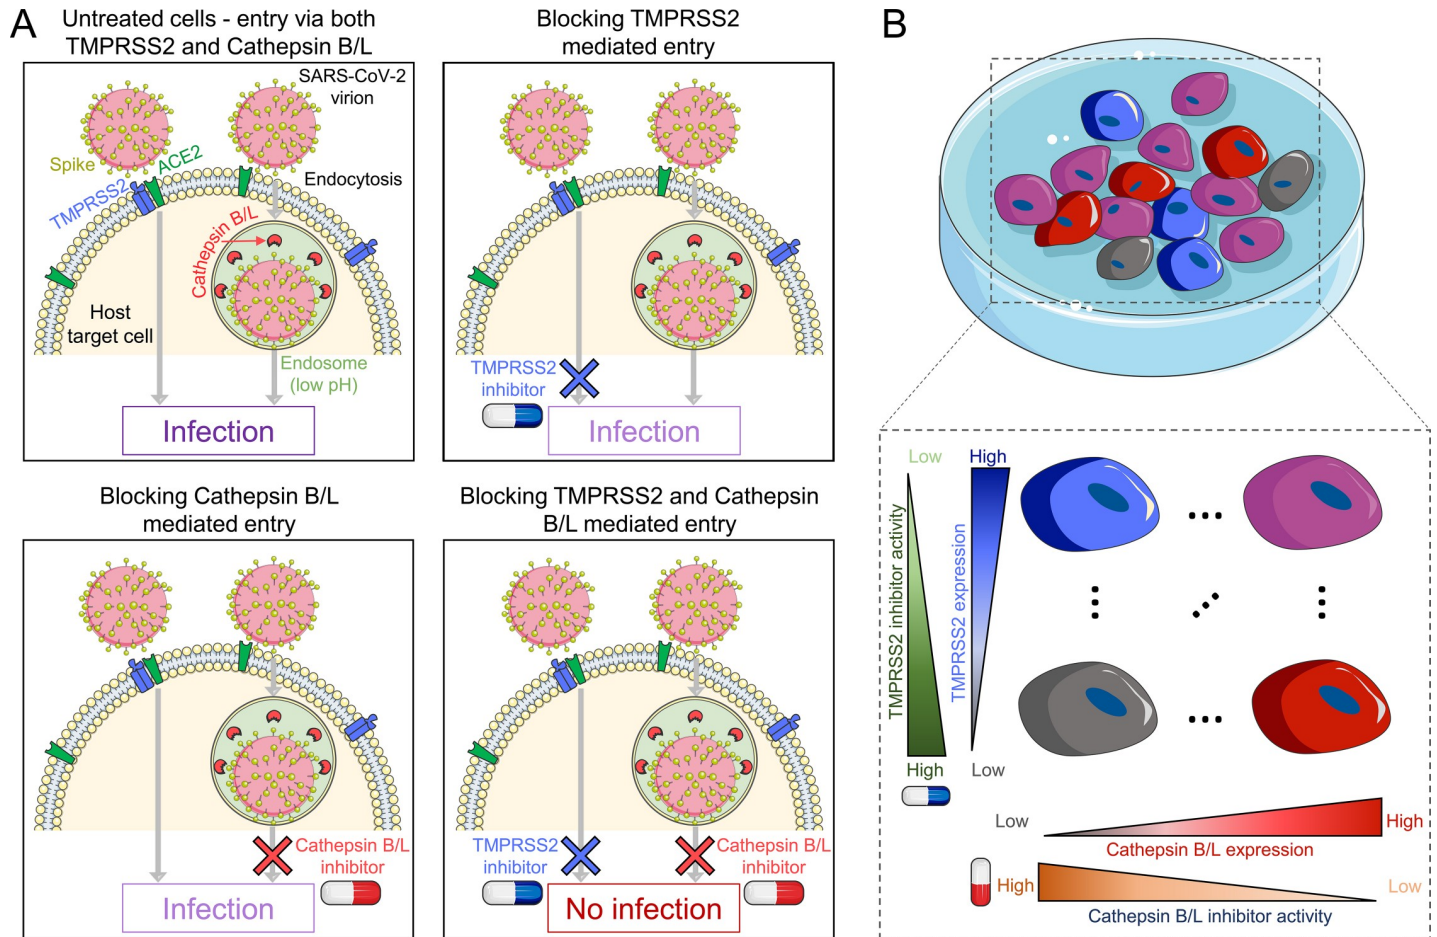 A
Untreated cells - entry via both
TMPRSS2 and Cathepsin B/L
SARS-CoV-2
virion
Spike
ACE2
TMPRSS2
Endocytosis
Cathepsin B/L
Host
target cell
Endosome
(low pH)
Infection
Blocking TMPRSS2
mediated entry
TMPRSS2
inhibitor
Infection
Blocking Cathepsin B/L
mediated entry
Cathepsin B/L
inhibitor
Infection
Blocking TMPRSS2 and Cathepsin
B/L mediated entry
TMPRSS2
inhibitor
Cathepsin B/L
inhibitor
No infection
B
Low
High
TMPRSS2 inhibitor activity
TMPRSS2 expression
High
Low
Low
High
Cathepsin B/L expression
High
Low
Cathepsin B/L inhibitor activity